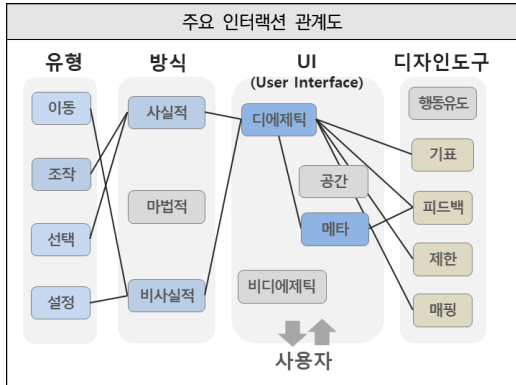 주요 인터랙션 관계도
유형
방식
UI
(User Interface)
디자인도구
이동
조작
선택
설정
사실적
마법적
비사실적
디에제틱
공간
메타
비디에제틱
행동유도
기표
피드백
제한
매핑
사용자